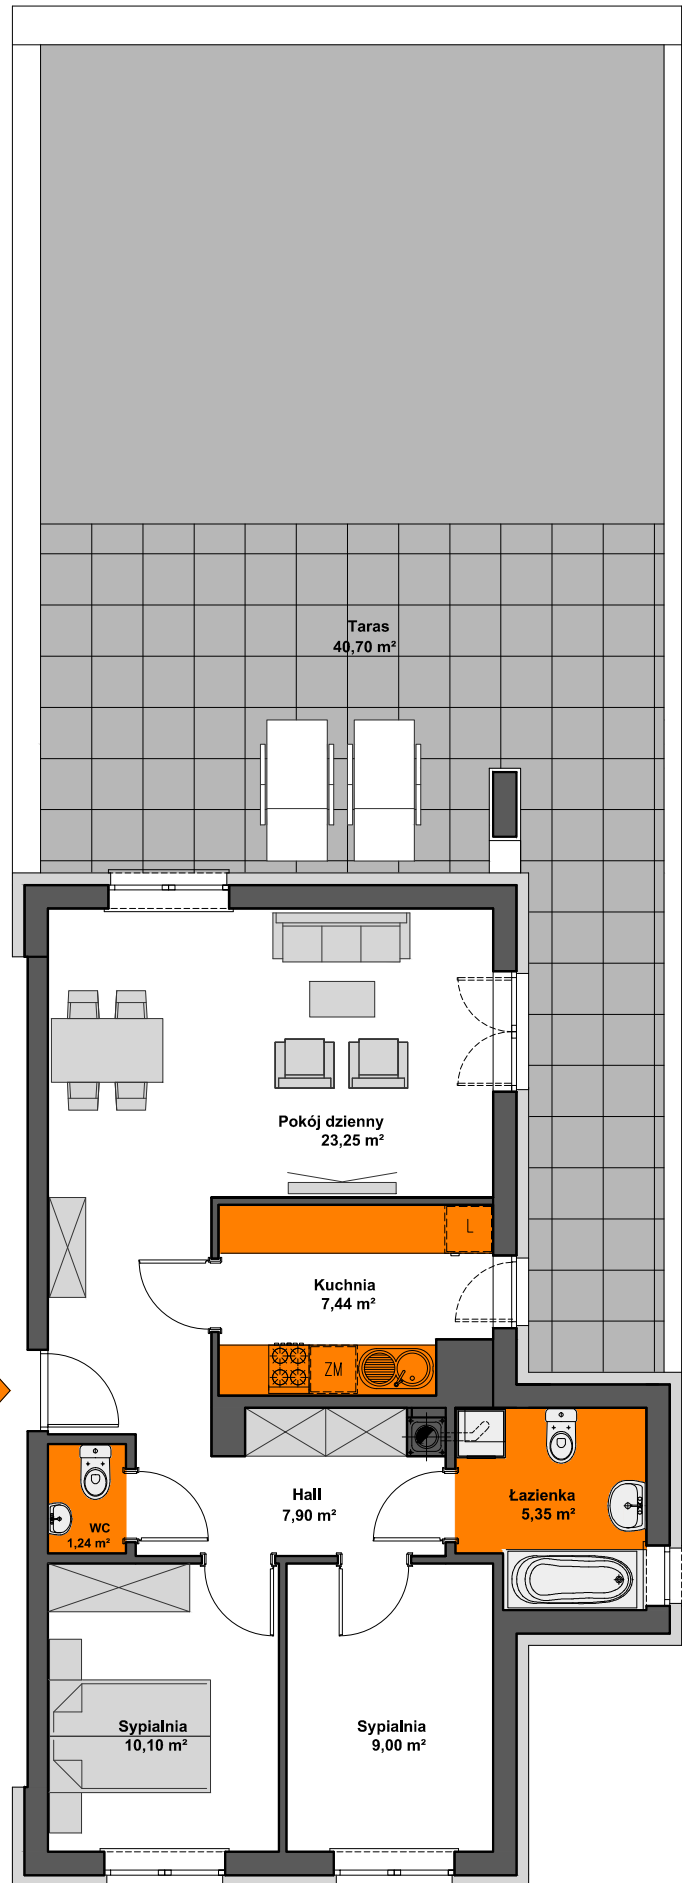 Taras
40,70 m²
Pokój dzienny
23,25 m²
L
Kuchnia
7,44 m²
ZM
Hall
7,90 m²
Łazienka
5,35 m²
WC
1,24 m²
Sypialnia
10,10 m²
Sypialnia
9,00 m²